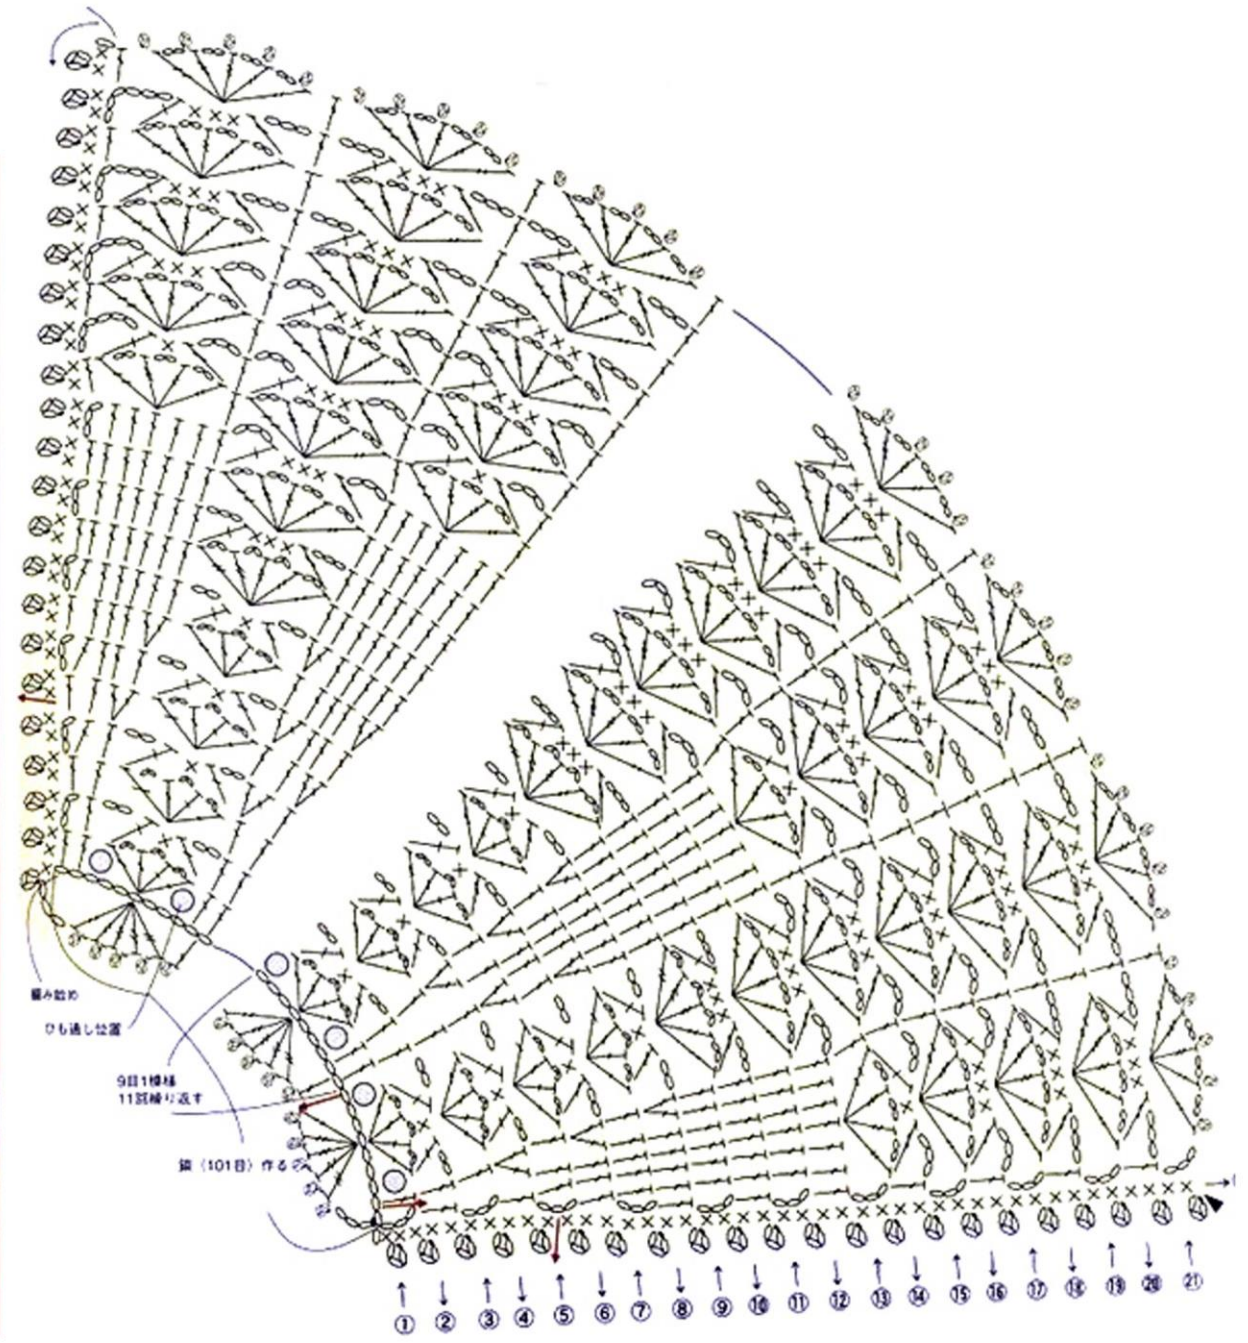 編み始め
ひも通し位置
9目1模様
11回繰り返す
鎖（101目）作る
① ② ③ ④ ⑤ ⑥ ⑦ ⑧ ⑨ ⑩ ⑪ ⑫ ⑬ ⑭ ⑮ ⑯ ⑰ ⑱ ⑲ ⑳ ㉑